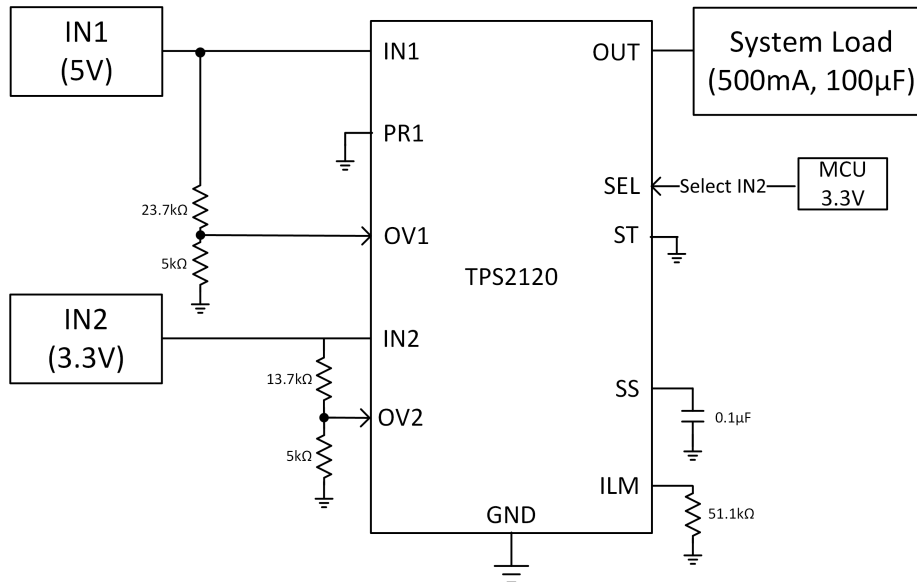 IN1
(5V)
IN1
OUT
System Load
(500mA, 100µF)
PR1
SEL
Select IN2
MCU
3.3V
23.7kΩ
OV1
ST
5kΩ
TPS2120
IN2
(3.3V)
IN2
13.7kΩ
OV2
SS
0.1µF
5kΩ
ILM
51.1kΩ
GND